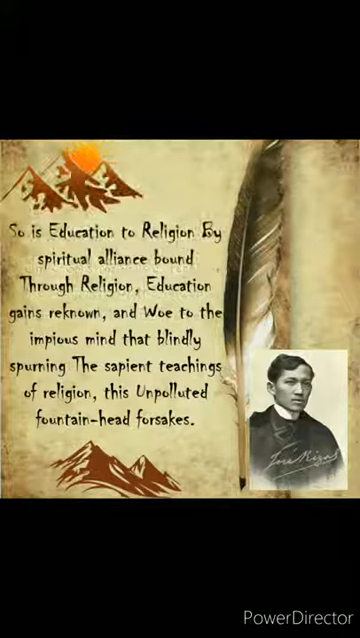 So is Education to Religion By
spiritual alliance bound
Through Religion, Education
gains reknown, and Woe to the
impious mind that blindly
spurning The sapient teachings
of religion, this Unpolluted
fountain-head forsakes.
José Rizal
PowerDirector